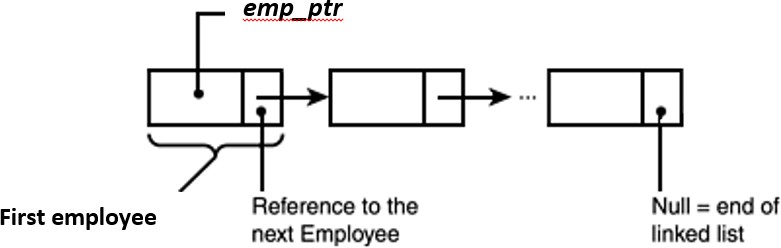 emp_ptr
...
First employee
Reference to the
next Employee
Null = end of
linked list